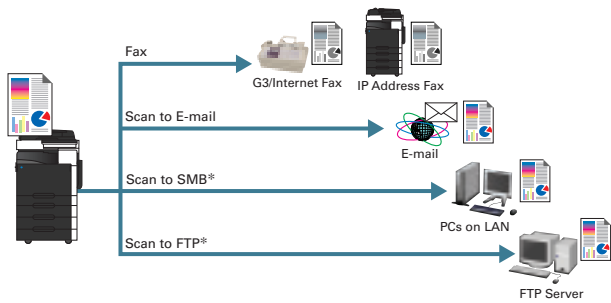 Fax
G3/Internet Fax
IP Address Fax
Scan to E-mail
E-mail
Scan to SMB*
PCs on LAN
Scan to FTP*
FTP Server